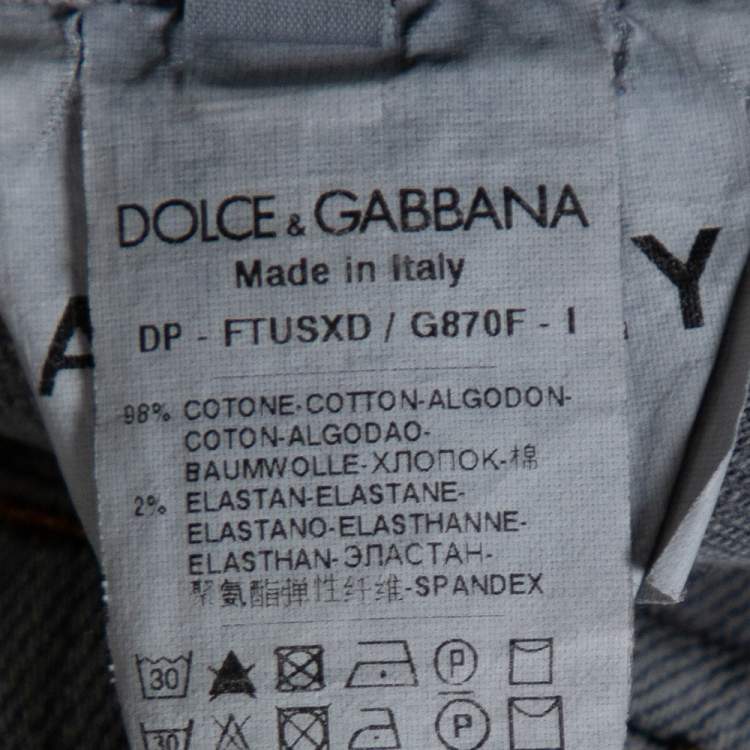 DOLCE & GABBANA
Made in Italy
DP - FTUSXD / G870F - I
98% COTONE-COTTON-ALGODON-
COTON-ALGODAO-
BAUMWOLLE-ХЛОПОК-棉
2% ELASTAN-ELASTANE-
ELASTANO-ELASTHANNE-
ELASTHAN-ЭЛАСТАН-
聚氨酯弹性纤维-SPANDEX
30 P
30 P
A
Y